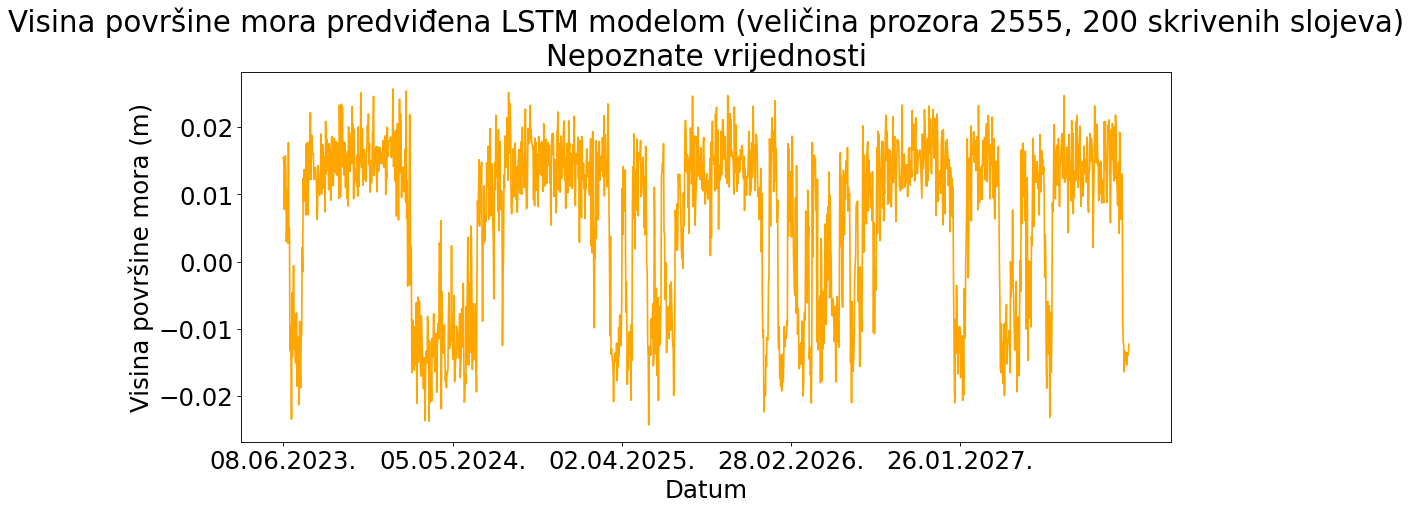 Visina površine mora predviđena LSTM modelom (veličina prozora 2555, 200 skrivenih slojeva)
Nepoznate vrijednosti
Visina površine mora (m)
0.02
0.01
0.00
−0.01
−0.02
08.06.2023. 05.05.2024. 02.04.2025. 28.02.2026. 26.01.2027.
Datum